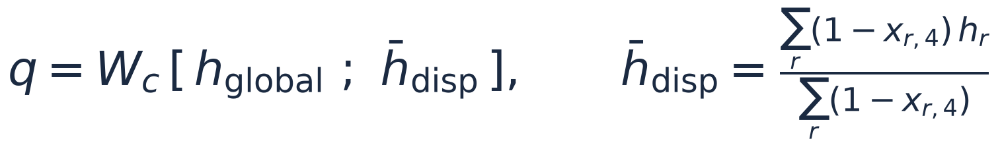 q = W_c [ h_global ; h̄_disp ],    h̄_disp = ∑_r (1 − x_{r,4}) h_r / ∑_r (1 − x_{r,4})